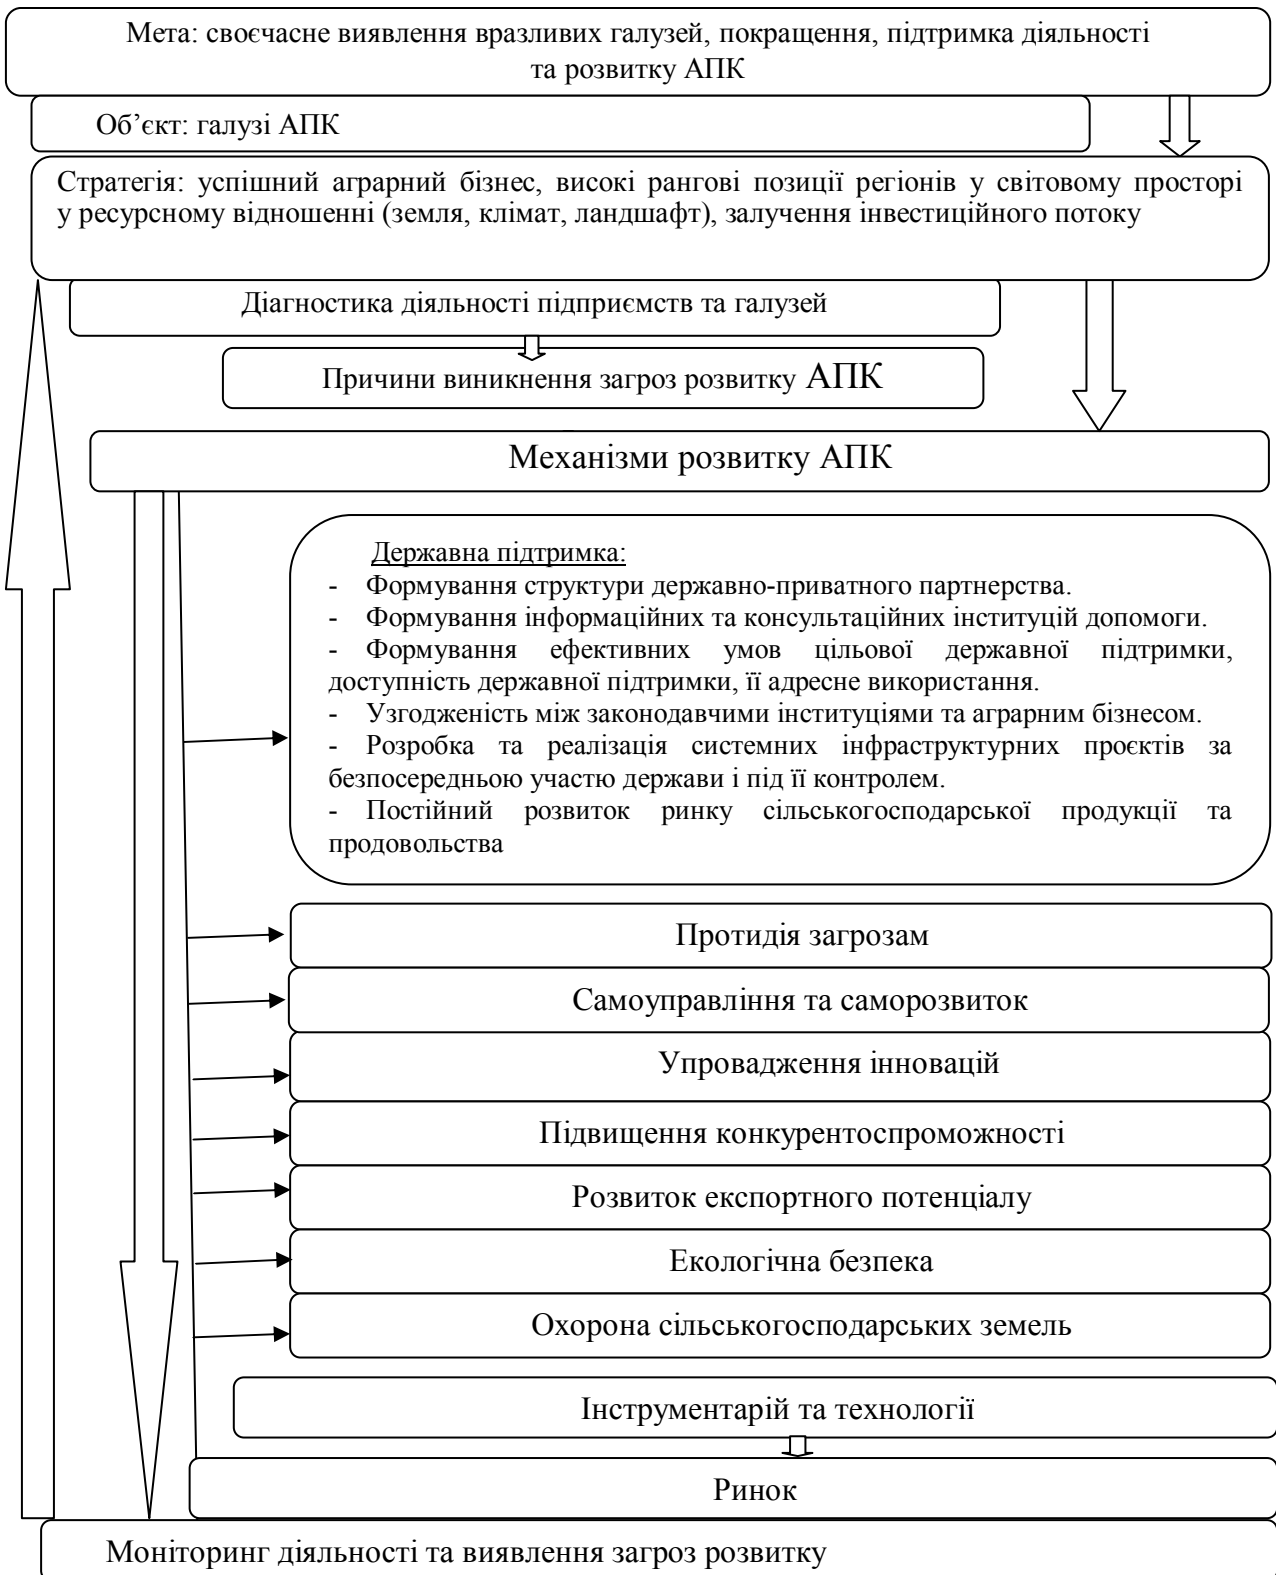 Мета: своєчасне виявлення вразливих галузей, покращення, підтримка діяльності
та розвитку АПК
Об’єкт: галузі АПК
Стратегія: успішний аграрний бізнес, високі рангові позиції регіонів у світовому просторі
у ресурсному відношенні (земля, клімат, ландшафт), залучення інвестиційного потоку
Діагностика діяльності підприємств та галузей
Причини виникнення загроз розвитку АПК
Механізми розвитку АПК
Державна підтримка:
- Формування структури державно-приватного партнерства.
- Формування інформаційних та консультаційних інституцій допомоги.
- Формування ефективних умов цільової державної підтримки,
доступність державної підтримки, її адресне використання.
- Узгодженість між законодавчими інституціями та аграрним бізнесом.
- Розробка та реалізація системних інфраструктурних проєктів за
безпосередньою участю держави і під її контролем.
- Постійний розвиток ринку сільськогосподарської продукції та
продовольства
Протидія загрозам
Самоуправління та саморозвиток
Упровадження інновацій
Підвищення конкурентоспроможності
Розвиток експортного потенціалу
Екологічна безпека
Охорона сільськогосподарських земель
Інструментарій та технології
Ринок
Моніторинг діяльності та виявлення загроз розвитку